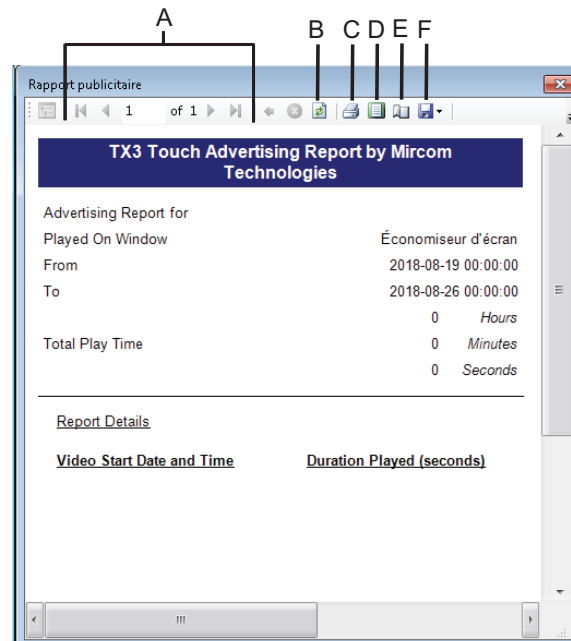 A
B C D E F
Rapport publicitaire
1 of 1
TX3 Touch Advertising Report by Mircom
Technologies
Advertising Report for
Played On Window Économiseur d'écran
From 2018-08-19 00:00:00
To 2018-08-26 00:00:00
0 Hours
Total Play Time 0 Minutes
0 Seconds
Report Details
Video Start Date and Time Duration Played (seconds)